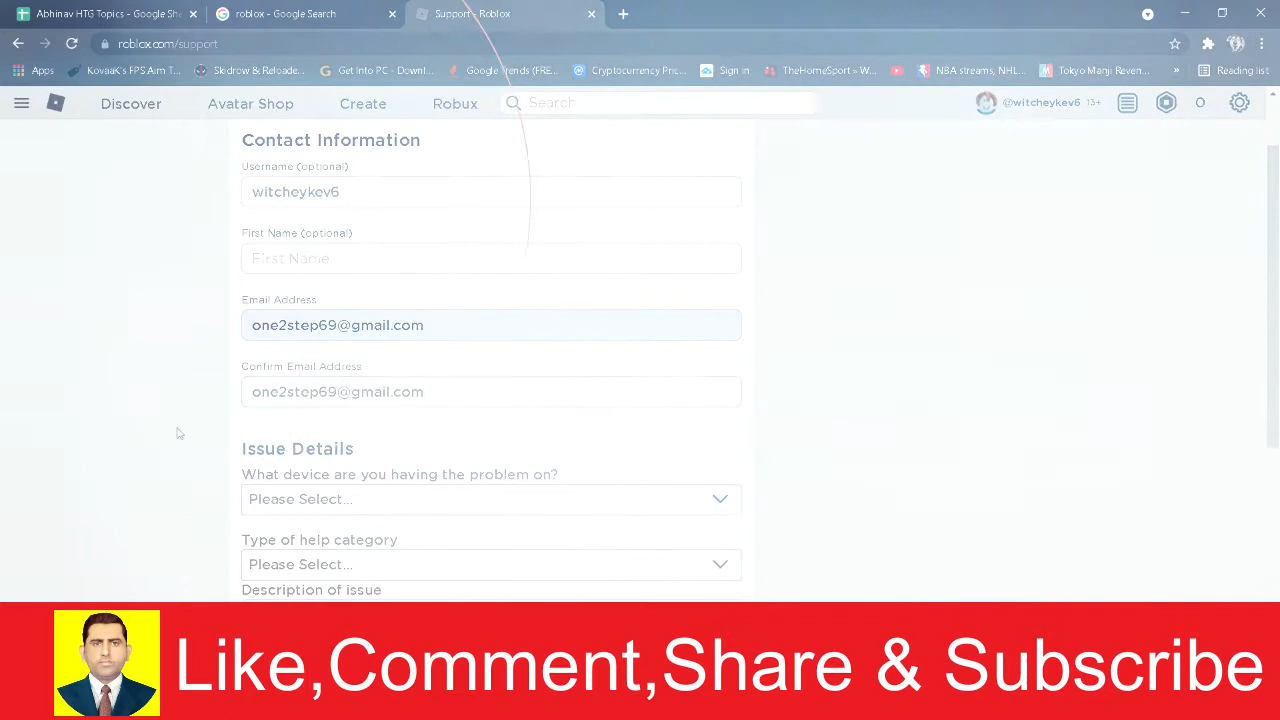 Abhinav HTG Topics - Google She
roblox - Google Search
Support - Roblox
roblox.com/support
Apps
KovaaK's FPS Aim T...
Skidrow & Reloade...
Get Into PC - Downl...
Google Trends (FRE...
Cryptocurrency Pric...
Sign in
TheHomeSport » W...
NBA streams, NHL...
Tokyo Manji Reven...
»
Reading list
Discover
Avatar Shop
Create
Robux
Search
@witcheykev6 13+
0
Contact Information
Username (optional)
witcheykev6
First Name (optional)
First Name
Email Address
one2step69@gmail.com
Confirm Email Address
one2step69@gmail.com
Issue Details
What device are you having the problem on?
Please Select...
Type of help category
Please Select...
Description of issue
Like,Comment,Share & Subscribe